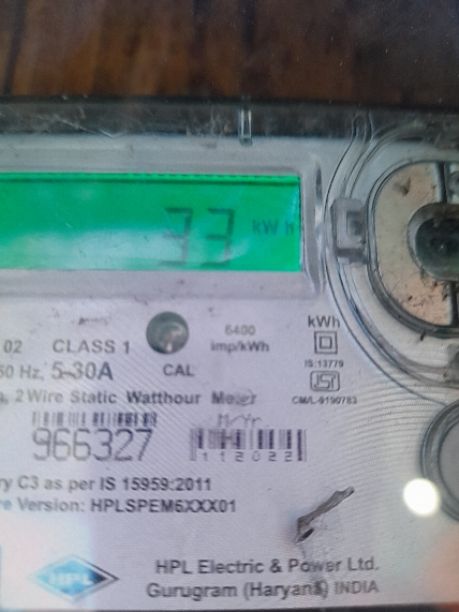 33 kWh
6400
imp/kWh
kWh
02 CLASS 1
CAL
IS:13779
50 Hz, 5-30A
CM/L-9190783
2 Wire Static Watthour Meter
M/Yr
966327
112022
ry C3 as per IS 15959:2011
e Version: HPLSPEM6XXX01
HPL
HPL Electric & Power Ltd.
Gurugram (Haryana) INDIA